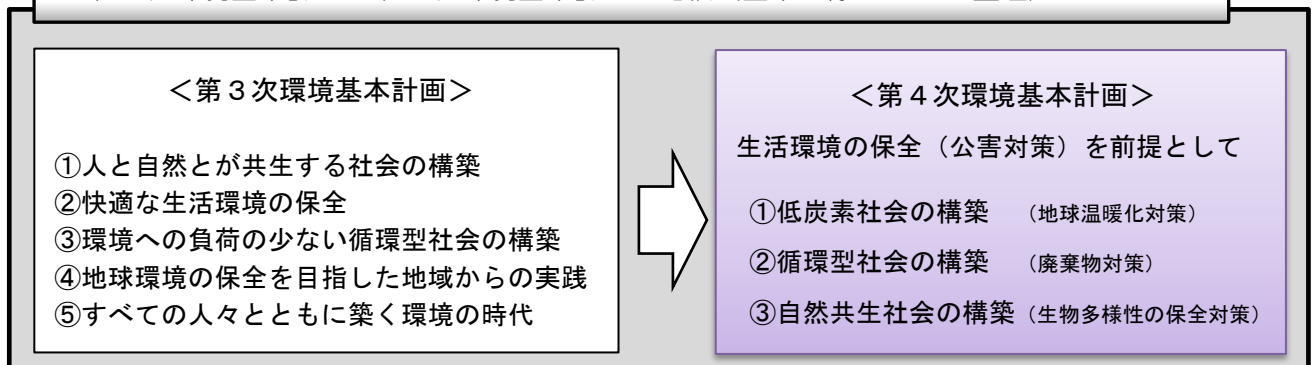 ＜第３次環境基本計画＞
①人と自然とが共生する社会の構築
②快適な生活環境の保全
③環境への負荷の少ない循環型社会の構築
④地球環境の保全を目指した地域からの実践
⑤すべての人々とともに築く環境の時代
＜第４次環境基本計画＞
生活環境の保全（公害対策）を前提として
①低炭素社会の構築　（地球温暖化対策）
②循環型社会の構築　（廃棄物対策）
③自然共生社会の構築（生物多様性の保全対策）